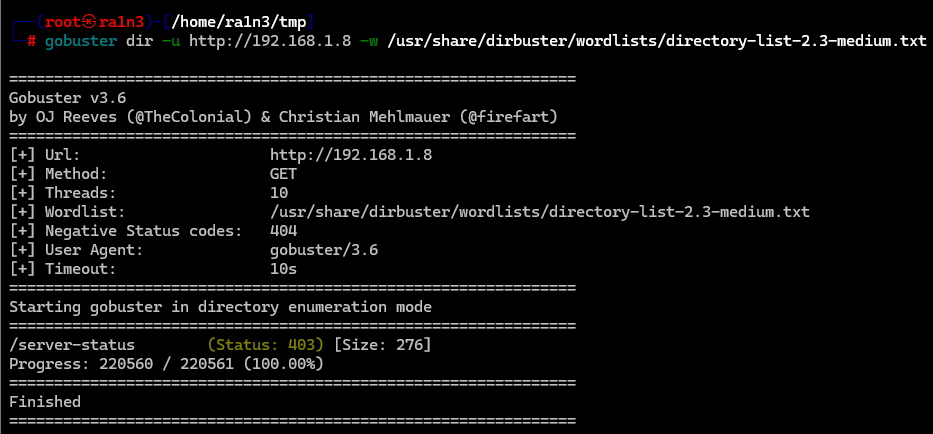 ┌──(root㉿ra1n3)-[/home/ra1n3/tmp]
└─# gobuster dir -u http://192.168.1.8 -w /usr/share/dirbuster/wordlists/directory-list-2.3-medium.txt
===============================================================
Gobuster v3.6
by OJ Reeves (@TheColonial) & Christian Mehlmauer (@firefart)
===============================================================
[+] Url:                     http://192.168.1.8
[+] Method:                  GET
[+] Threads:                 10
[+] Wordlist:                /usr/share/dirbuster/wordlists/directory-list-2.3-medium.txt
[+] Negative Status codes:   404
[+] User Agent:              gobuster/3.6
[+] Timeout:                 10s
===============================================================
Starting gobuster in directory enumeration mode
===============================================================
/server-status        (Status: 403) [Size: 276]
Progress: 220560 / 220561 (100.00%)
===============================================================
Finished
===============================================================